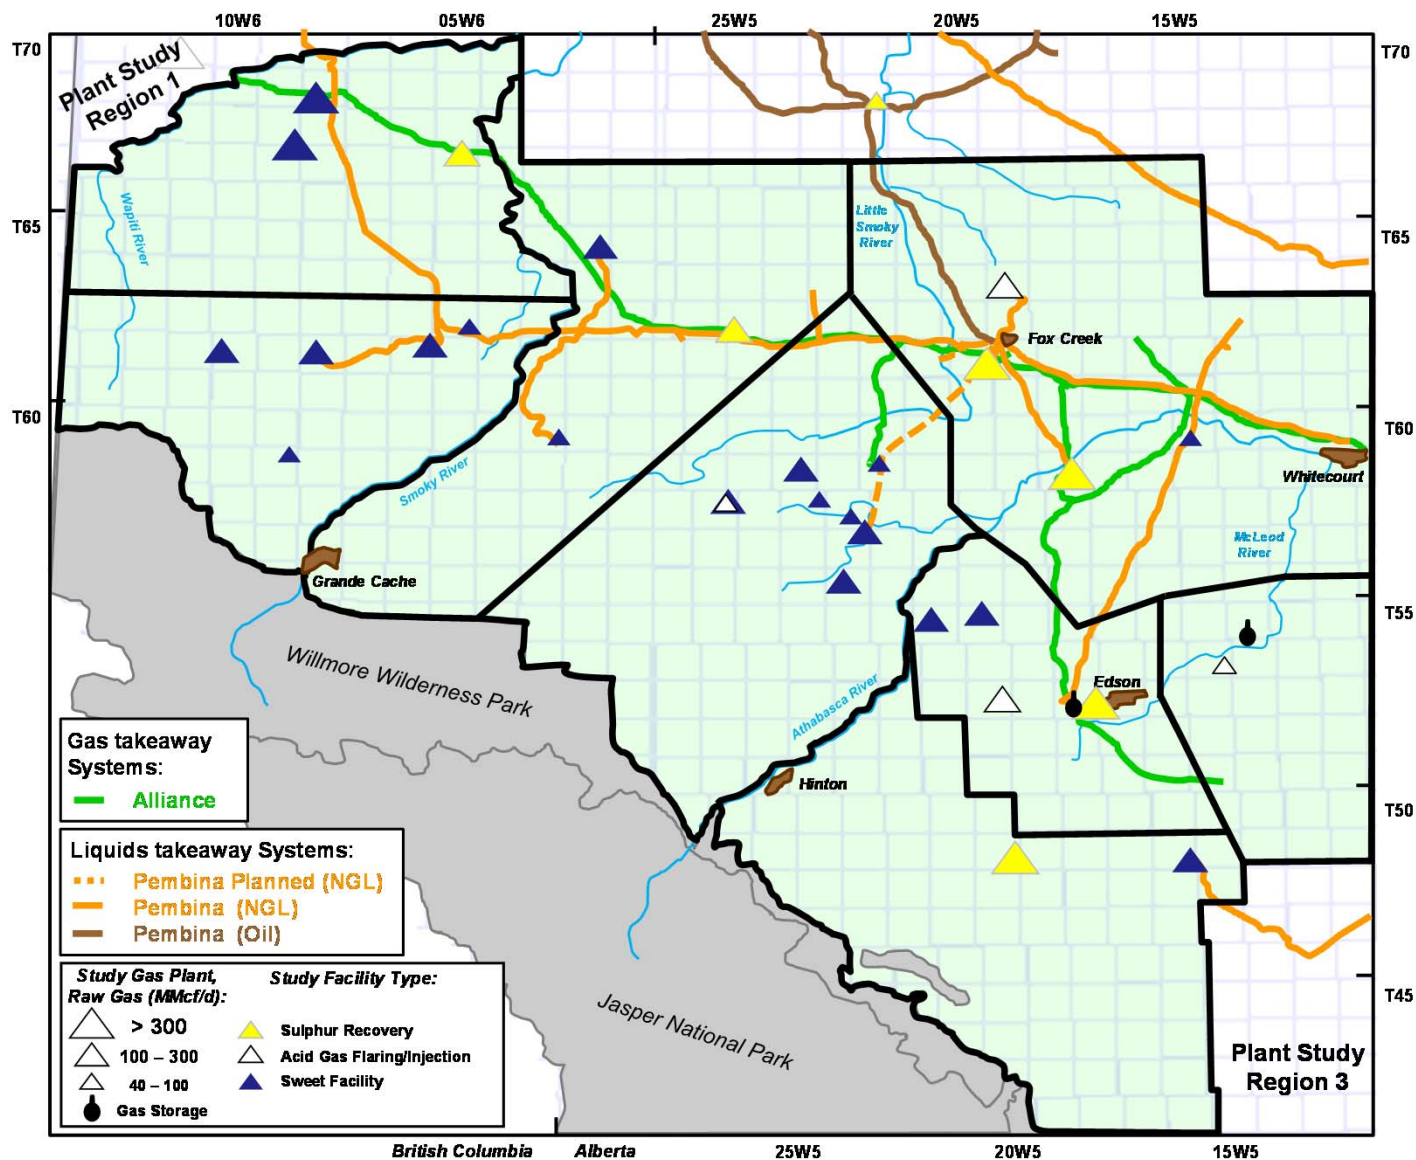 10W6 05W6 25W5 20W5 15W5
T70
T70
Plant Study
Region 1
T65
T65
Wapiti River
Little
Smoky
River
Fox Creek
T60
T60
Whitecourt
Smoky River
McLeod
River
Grande Cache
T55
Willmore Wilderness Park
Edson
Athabasca River
Hinton
T50
Gas takeaway
Systems:
Alliance
Liquids takeaway Systems:
Pembina Planned (NGL)
Pembina (NGL)
Pembina (Oil)
Study Gas Plant,
Raw Gas (MMcf/d):
> 300
100 – 300
40 – 100
Gas Storage
Study Facility Type:
Sulphur Recovery
Acid Gas Flaring/Injection
Sweet Facility
T45
Jasper National Park
Plant Study
Region 3
British Columbia Alberta 25W5 20W5 15W5